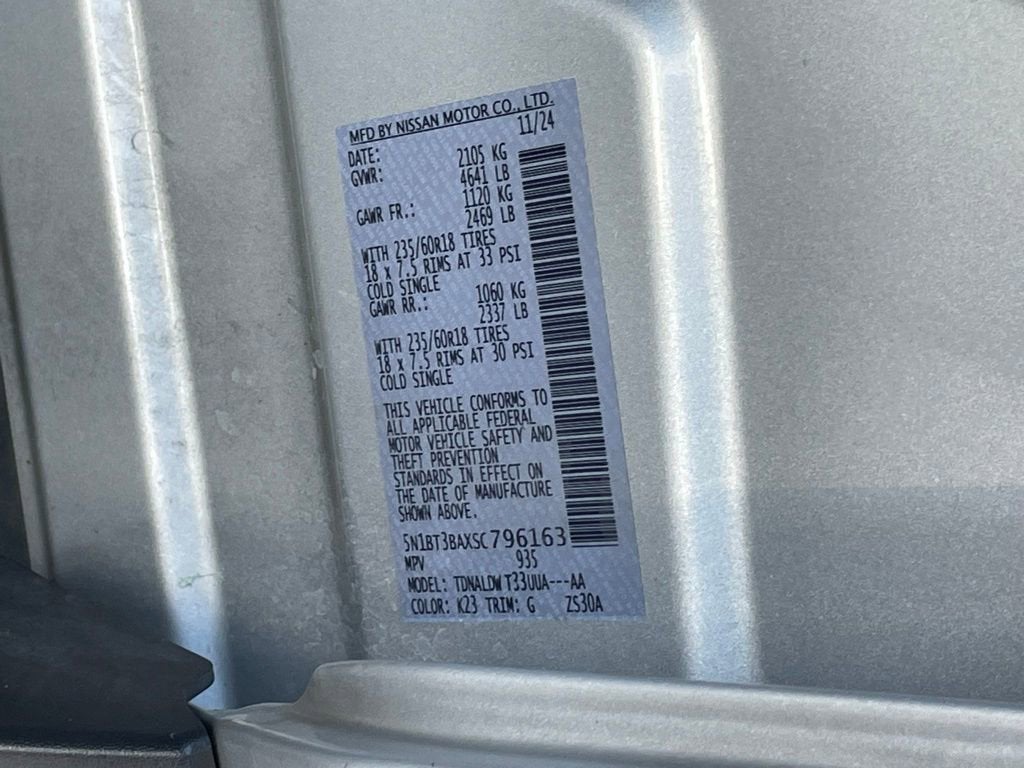 MFD BY NISSAN MOTOR CO., LTD.
DATE: 11/24
GVWR: 2105 KG
4641 LB
GAWR FR.: 1120 KG
2469 LB
WITH 235/60R18 TIRES
18 x 7.5 RIMS AT 33 PSI
COLD SINGLE
GAWR RR.: 1060 KG
2337 LB
WITH 235/60R18 TIRES
18 x 7.5 RIMS AT 30 PSI
COLD SINGLE
THIS VEHICLE CONFORMS TO
ALL APPLICABLE FEDERAL
MOTOR VEHICLE SAFETY AND
THEFT PREVENTION
STANDARDS IN EFFECT ON
THE DATE OF MANUFACTURE
SHOWN ABOVE.
5N1BT3BAXSC796163
MPV 935
MODEL: TDNALDWT33UUA---AA
COLOR: K23 TRIM: G ZS30A